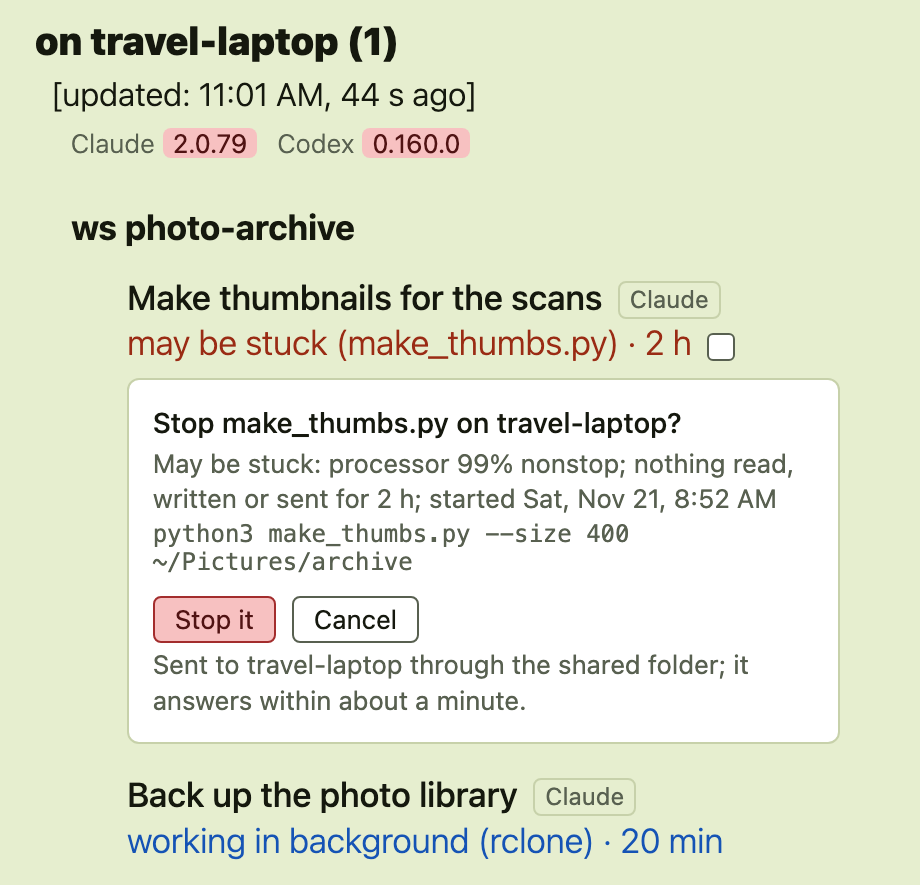 on travel-laptop (1)
[updated: 11:01 AM, 44 s ago]
Claude 2.0.79 Codex 0.160.0
ws photo-archive
Make thumbnails for the scans Claude
may be stuck (make_thumbs.py) · 2 h
Stop make_thumbs.py on travel-laptop?
May be stuck: processor 99% nonstop; nothing read,
written or sent for 2 h; started Sat, Nov 21, 8:52 AM
python3 make_thumbs.py --size 400
~/Pictures/archive
Stop it Cancel
Sent to travel-laptop through the shared folder; it
answers within about a minute.
Back up the photo library Claude
working in background (rclone) · 20 min